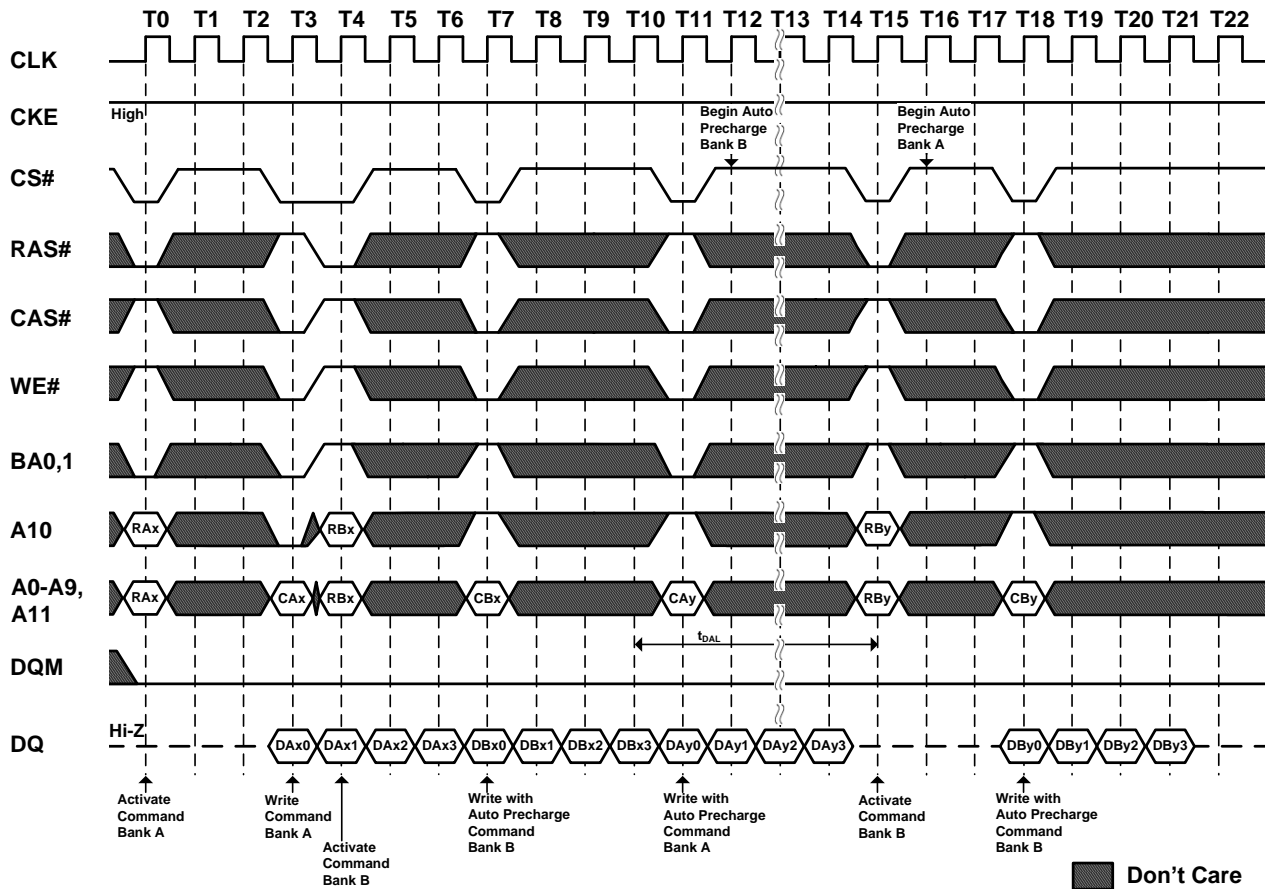 T0 T1 T2 T3 T4 T5 T6 T7 T8 T9 T10 T11 T12 T13 T14 T15 T16 T17 T18 T19 T20 T21 T22
CLK
CKE
High
Begin Auto
Precharge
Bank B
Begin Auto
Precharge
Bank A
CS#
RAS#
CAS#
WE#
BA0,1
A10
RAx RBx RBy
A0-A9,
A11
RAx CAx RBx CBx CAy RBy CBy
tDAL
DQM
Hi-Z
DQ
DAx0 DAx1 DAx2 DAx3 DBx0 DBx1 DBx2 DBx3 DAy0 DAy1 DAy2 DAy3 DBy0 DBy1 DBy2 DBy3
Activate
Command
Bank A
Write
Command
Bank A
Activate
Command
Bank B
Write with
Auto Precharge
Command
Bank B
Write with
Auto Precharge
Command
Bank A
Activate
Command
Bank B
Write with
Auto Precharge
Command
Bank B
Don't Care